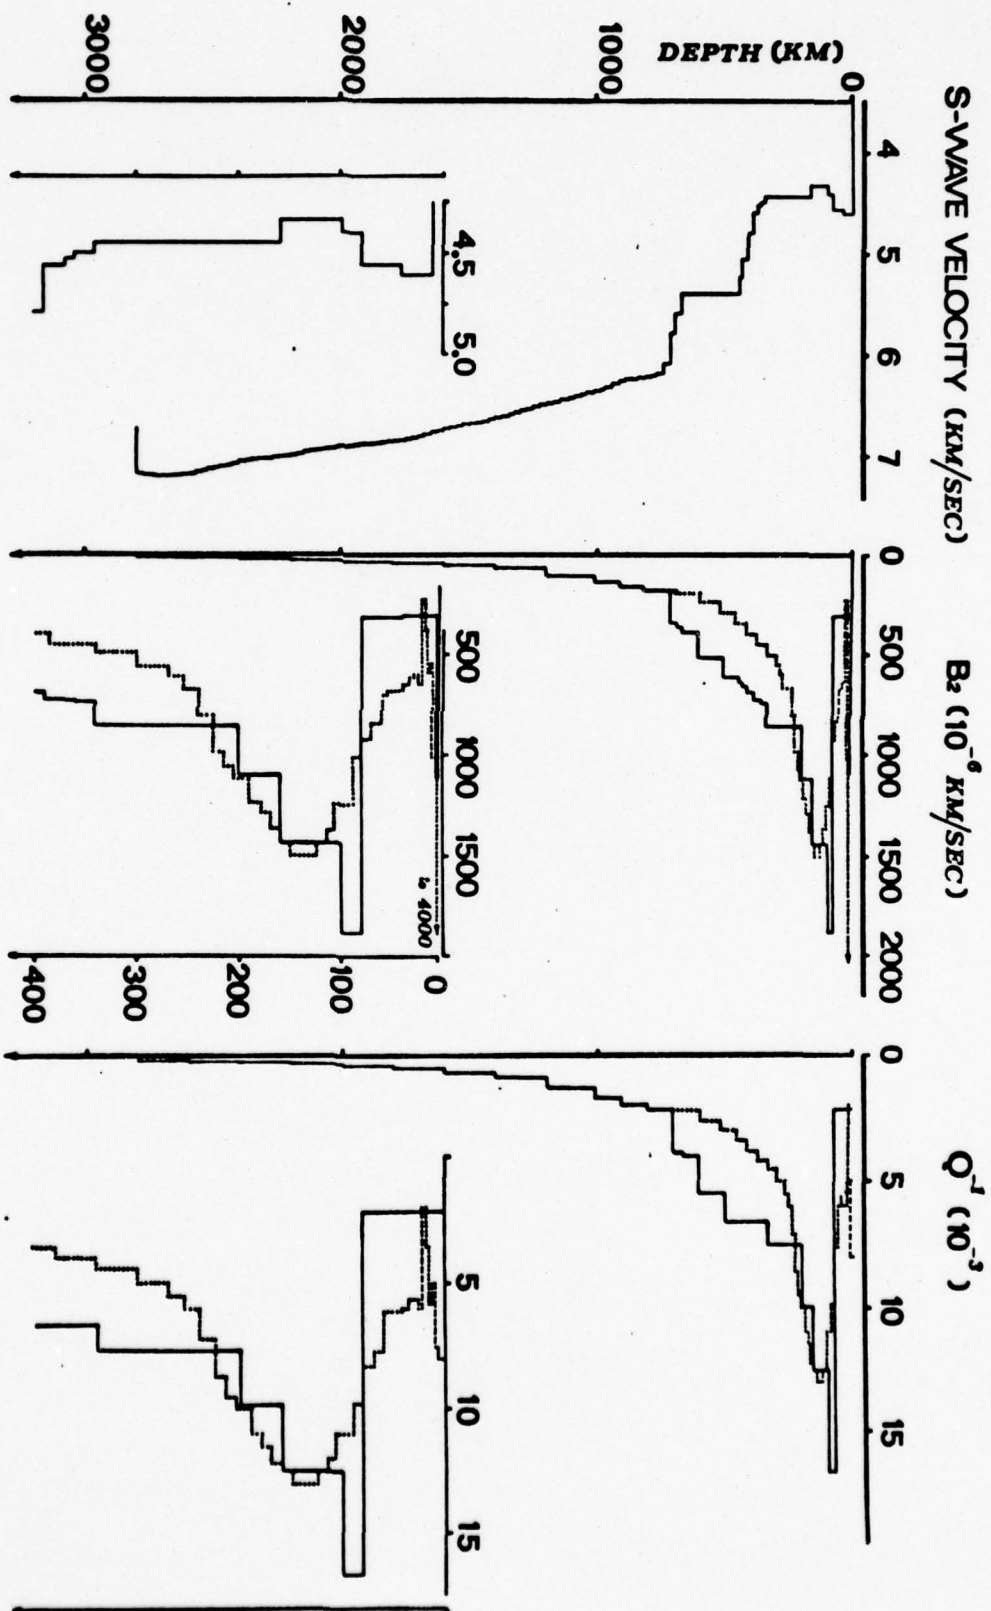 S-WAVE VELOCITY (KM/SEC)
B2 (10⁻⁶ KM/SEC)
Q⁻¹ (10⁻³)
4 5 6 7
0 500 1000 1500 2000
0 5 10 15
DEPTH (KM)
0
1000
2000
3000
4.5 5.0
500 1000 1500
to 4000
0
100
200
300
400
5 10 15